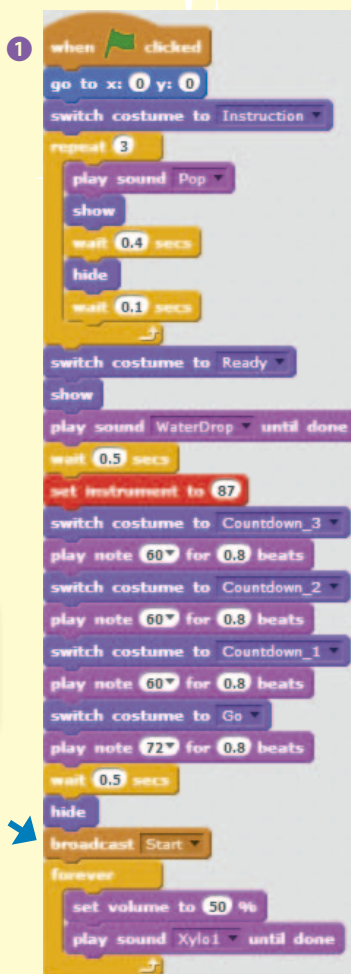 1
when clicked
go to x: 0 y: 0
switch costume to Instruction
repeat 3
play sound Pop
show
wait 0.4 secs
hide
wait 0.1 secs
switch costume to Ready
show
play sound WaterDrop until done
wait 0.5 secs
set instrument to 87
switch costume to Countdown_3
play note 60 for 0.8 beats
switch costume to Countdown_2
play note 60 for 0.8 beats
switch costume to Countdown_1
play note 60 for 0.8 beats
switch costume to Go
play note 72 for 0.8 beats
wait 0.5 secs
hide
broadcast Start
forever
set volume to 50 %
play sound Xylo1 until done